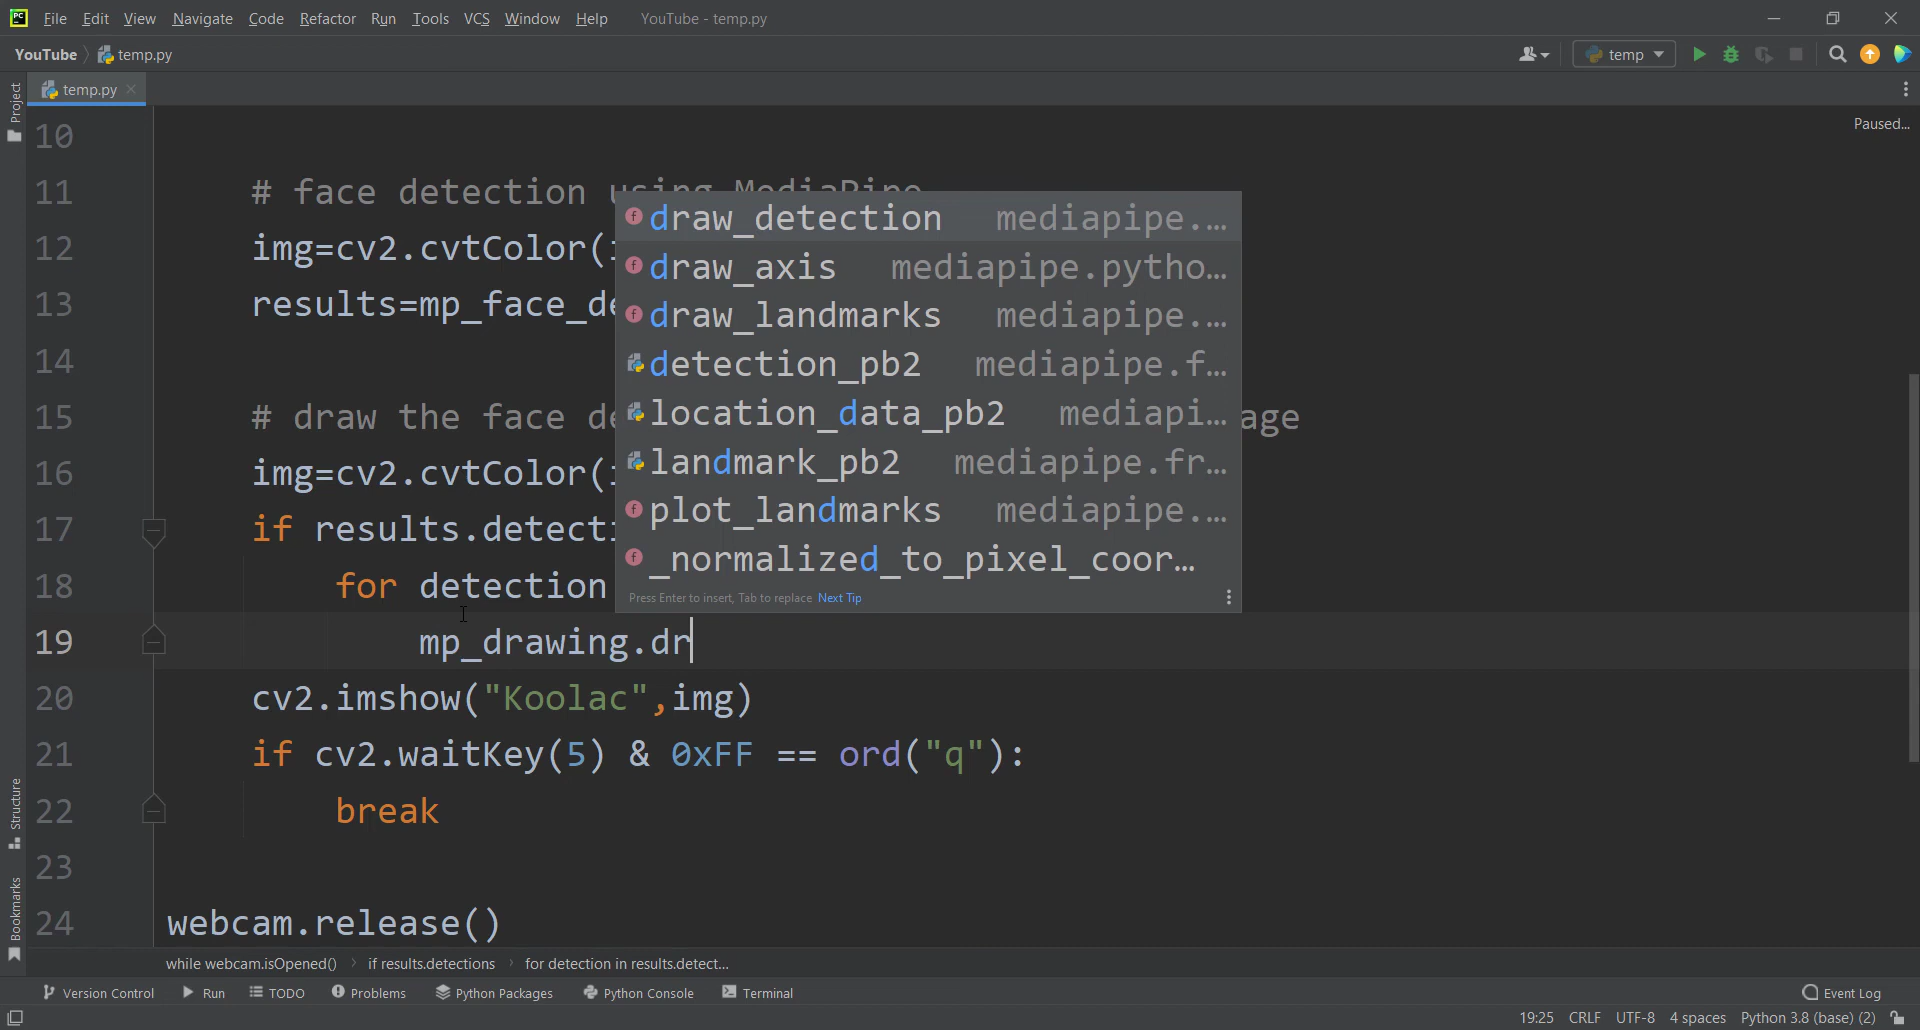 File Edit View Navigate Code Refactor Run Tools VCS Window Help YouTube - temp.py
YouTube temp.py
temp
temp.py
Project
Paused...
10
11 # face detection using MediaPipe
12 img=cv2.cvtColor(
13 results=mp_face_de
14
15 # draw the face de age
16 img=cv2.cvtColor(
17 if results.detecti
18 for detection
19 mp_drawing.dr
20 cv2.imshow("Koolac",img)
21 if cv2.waitKey(5) & 0xFF == ord("q"):
22 break
23
24 webcam.release()
draw_detection mediapipe....
draw_axis mediapipe.pytho...
draw_landmarks mediapipe....
detection_pb2 mediapipe.f...
location_data_pb2 mediapi...
landmark_pb2 mediapipe.fr...
plot_landmarks mediapipe....
_normalized_to_pixel_coor...
Press Enter to insert, Tab to replace Next Tip
Structure
Bookmarks
while webcam.isOpened() if results.detections for detection in results.detect...
Version Control Run TODO Problems Python Packages Python Console Terminal Event Log
19:25 CRLF UTF-8 4 spaces Python 3.8 (base) (2)